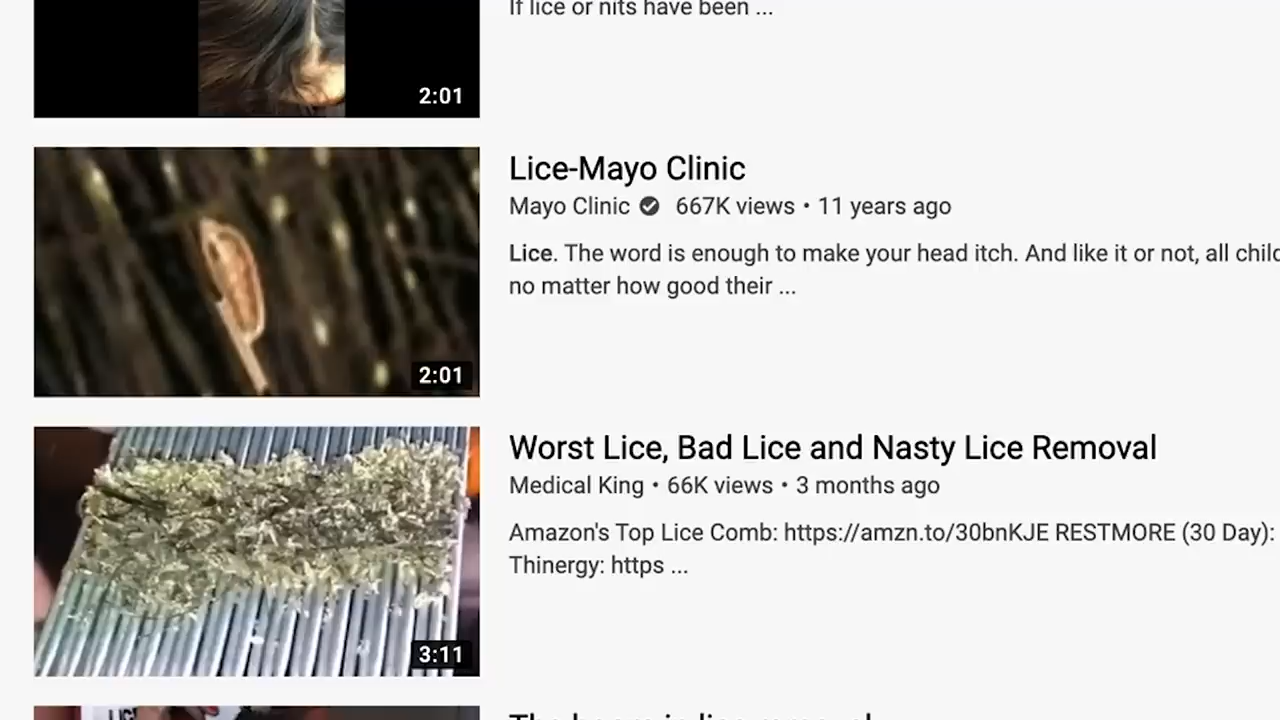 If lice or nits have been ...
2:01
Lice-Mayo Clinic
Mayo Clinic 667K views • 11 years ago
Lice. The word is enough to make your head itch. And like it or not, all child
no matter how good their ...
2:01
Worst Lice, Bad Lice and Nasty Lice Removal
Medical King • 66K views • 3 months ago
Amazon's Top Lice Comb: https://amzn.to/30bnKJE RESTMORE (30 Day):
Thinergy: https ...
3:11